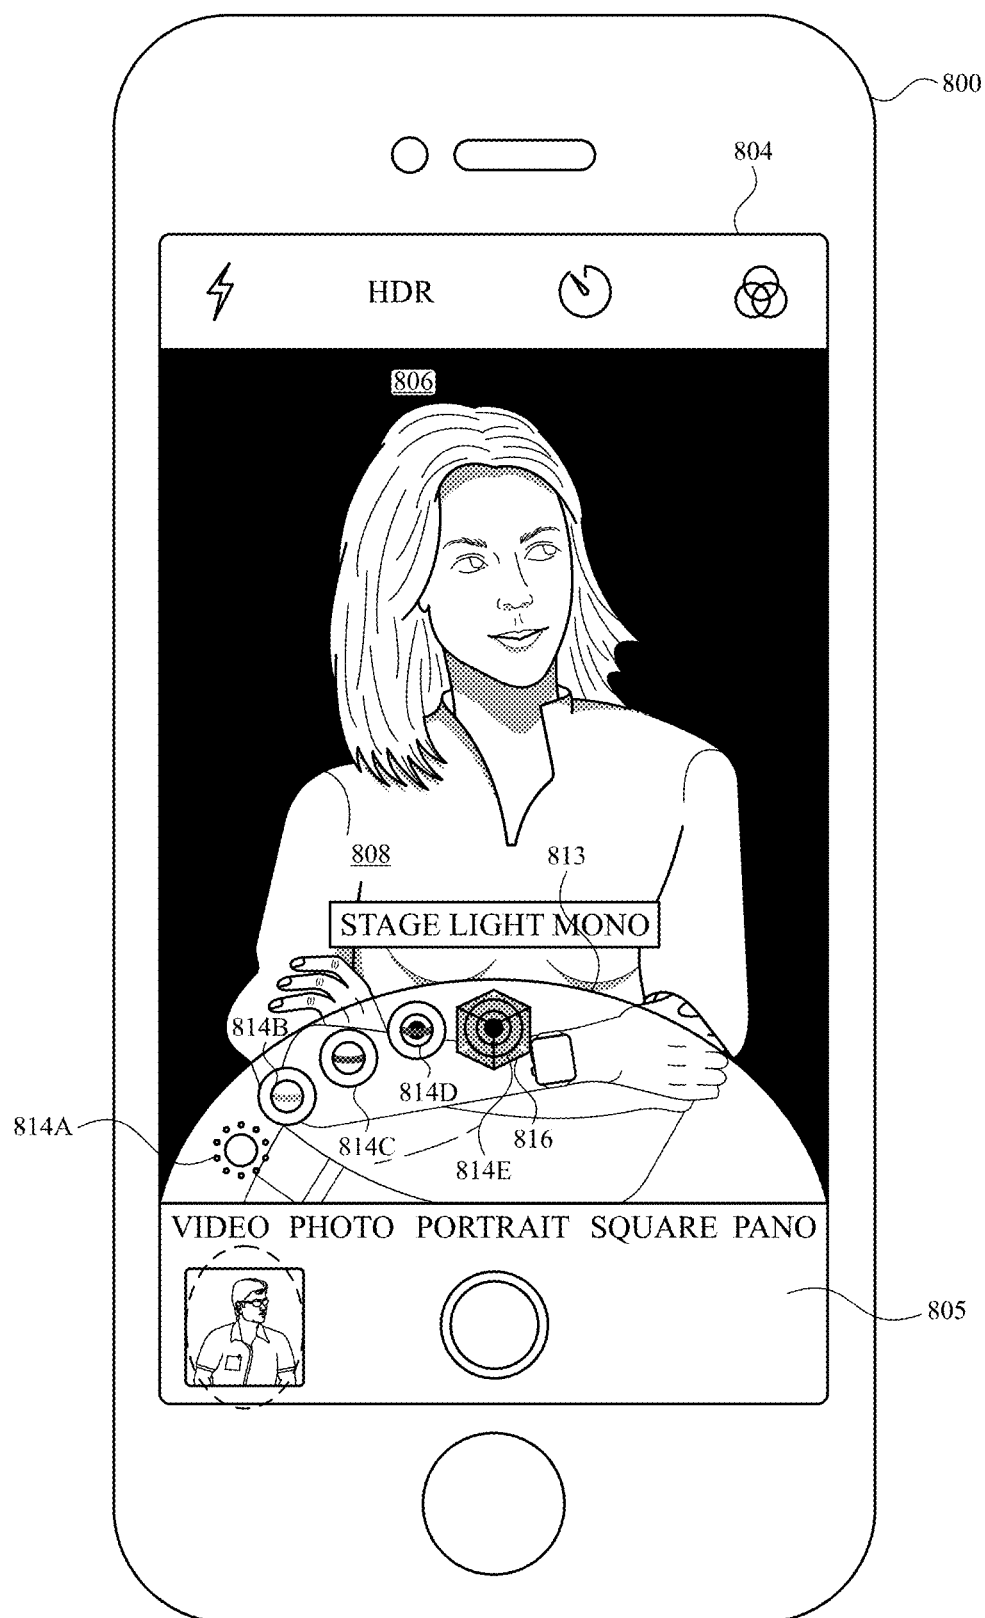 800
804
HDR
806
808
813
STAGE LIGHT MONO
814B
814D
814A
814C
816
814E
VIDEO PHOTO PORTRAIT SQUARE PANO
805